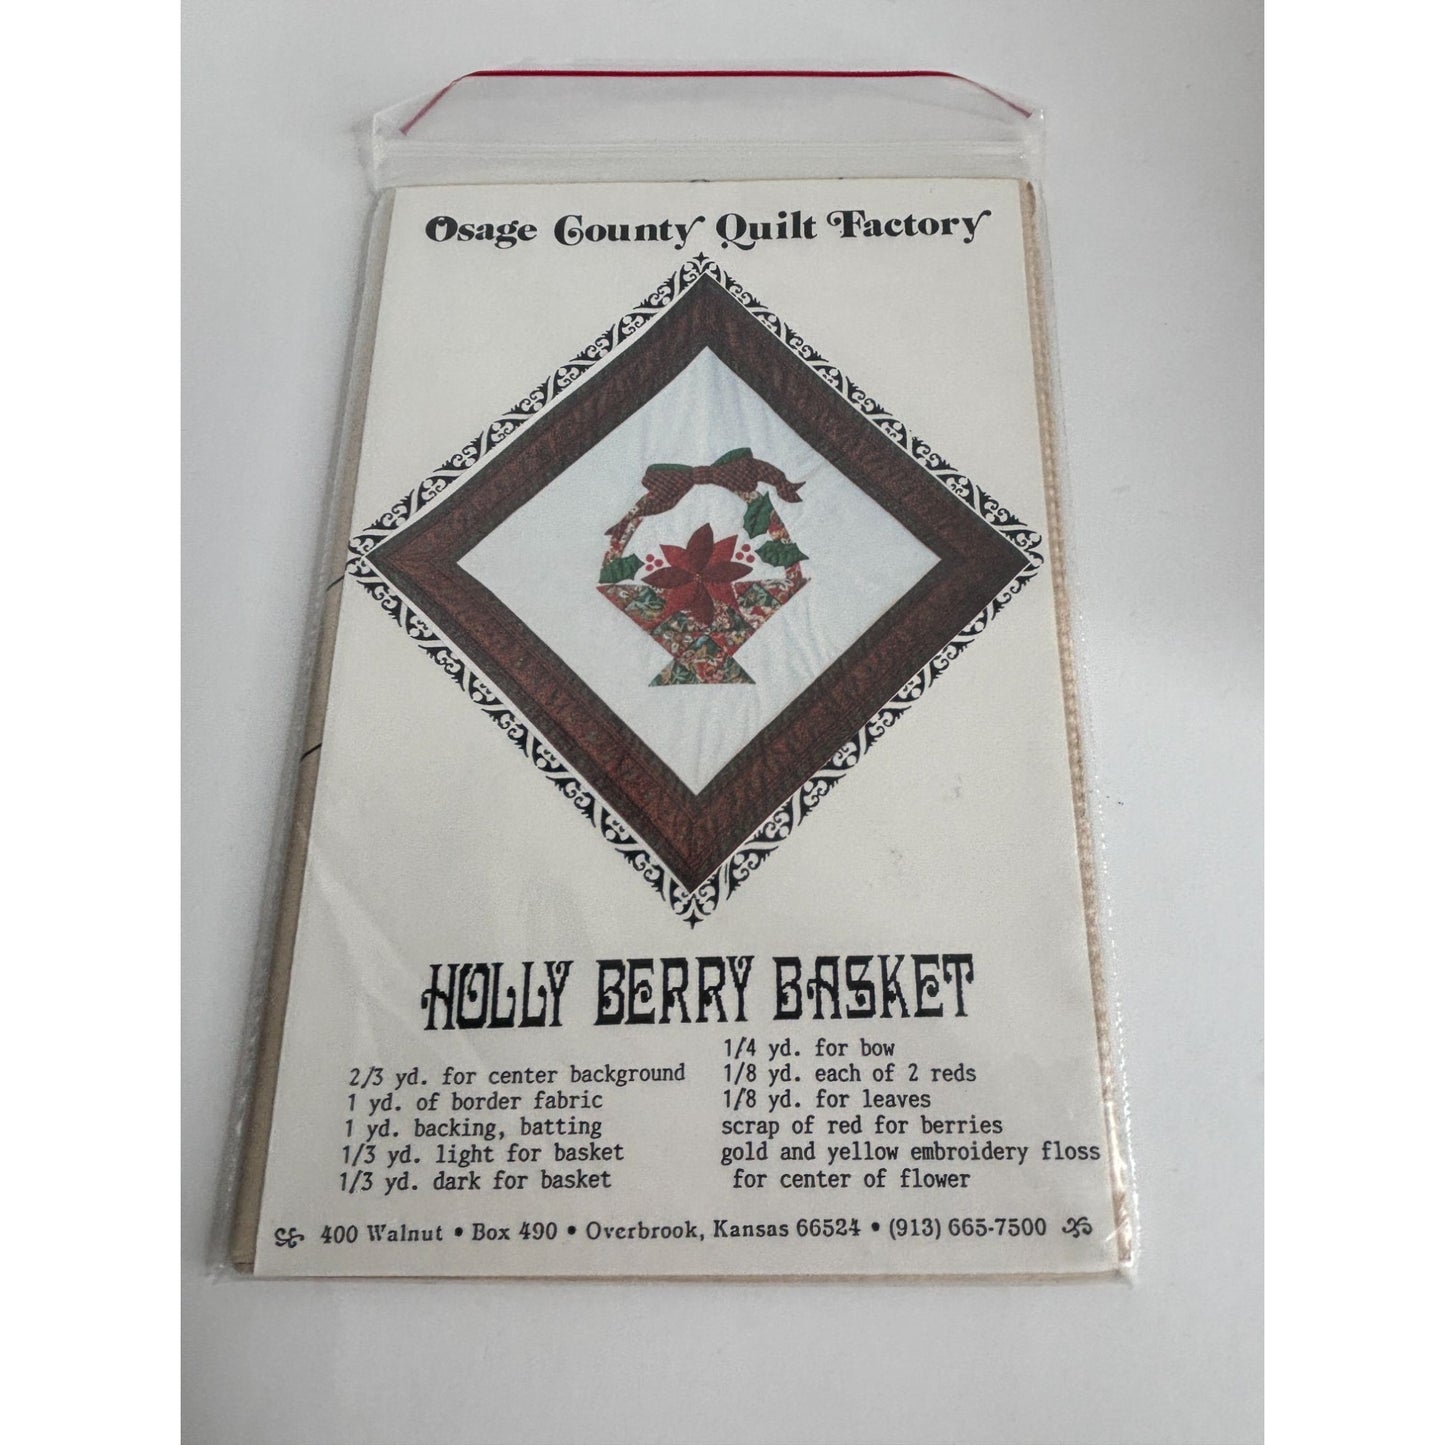 Osage County Quilt Factory
HOLLY BERRY BASKET
2/3 yd. for center background
1 yd. of border fabric
1 yd. backing, batting
1/3 yd. light for basket
1/3 yd. dark for basket
1/4 yd. for bow
1/8 yd. each of 2 reds
1/8 yd. for leaves
scrap of red for berries
gold and yellow embroidery floss
for center of flower
400 Walnut • Box 490 • Overbrook, Kansas 66524 • (913) 665-7500